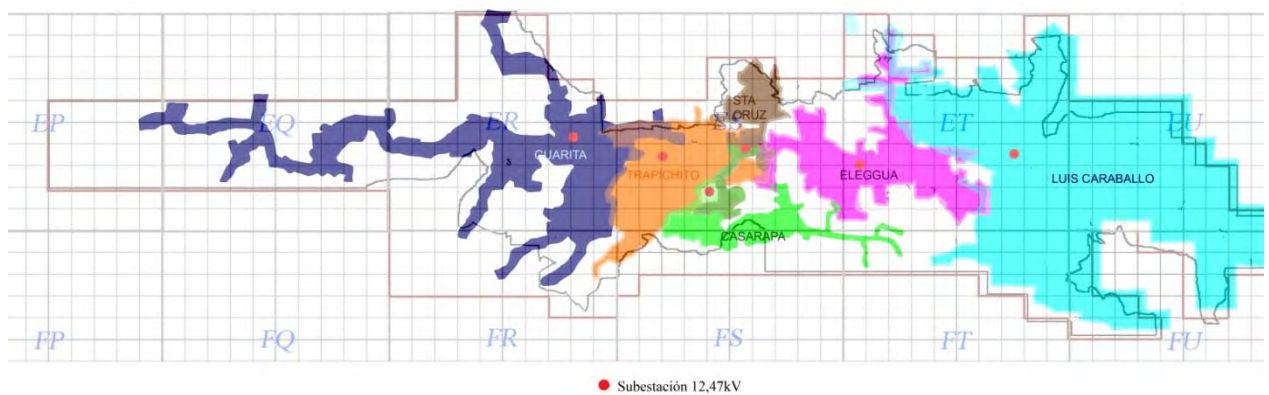 EP
EQ
ER
ES
ET
EU
STA
CRUZ
GUARITA
TRAPICHITO
ELEGGUA
LUIS CARABALLO
CASARAPA
FP
FQ
FR
FS
FT
FU
Subestación 12,47kV